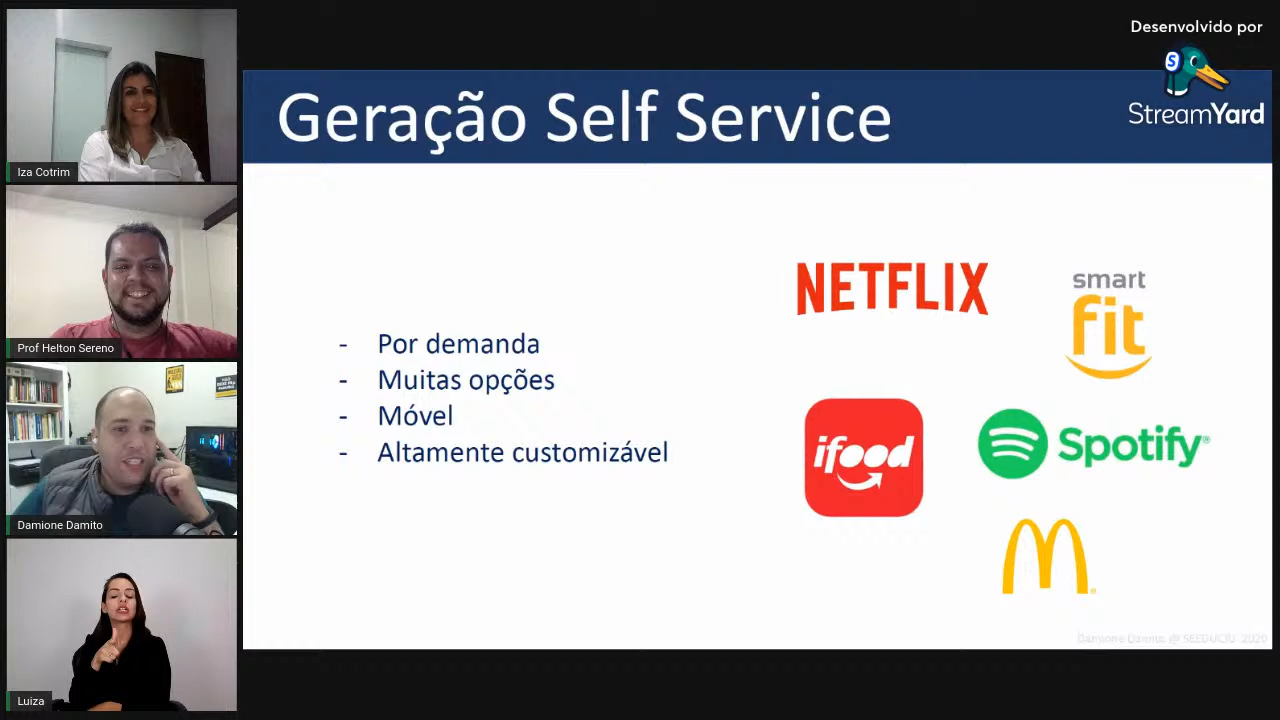 Desenvolvido por
StreamYard
Iza Cotrim
Prof Helton Sereno
Damione Damito
Luiza
Geração Self Service
- Por demanda
- Muitas opções
- Móvel
- Altamente customizável
NETFLIX
smart
fit
ifood
Spotify®